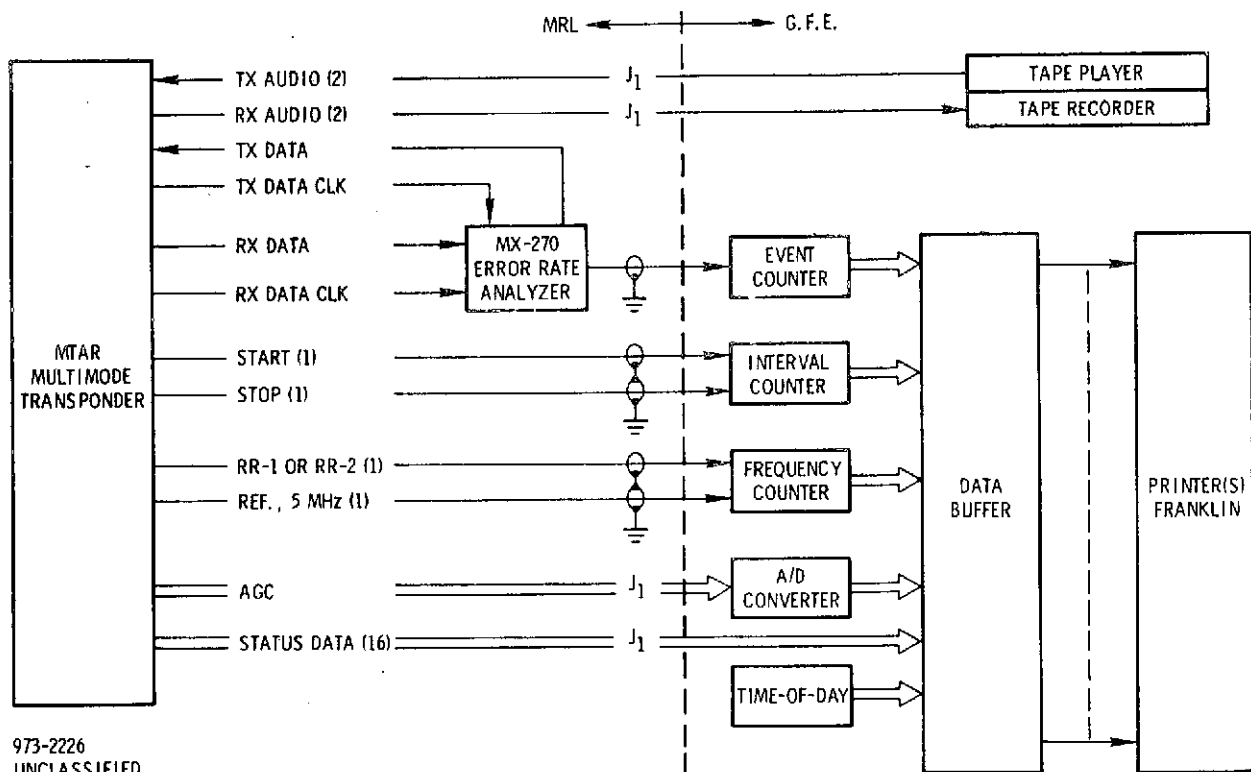 MRL G.F.E.
TX AUDIO (2) J1 TAPE PLAYER
RX AUDIO (2) J1 TAPE RECORDER
TX DATA
TX DATA CLK
RX DATA
RX DATA CLK
MX-270
ERROR RATE
ANALYZER
EVENT
COUNTER
MTAR
MULTIMODE
TRANSPONDER
START (1)
STOP (1)
INTERVAL
COUNTER
RR-1 OR RR-2 (1)
REF., 5 MHz (1)
FREQUENCY
COUNTER
DATA
BUFFER
PRINTER(S)
FRANKLIN
AGC J1
A/D
CONVERTER
STATUS DATA (16) J1
TIME-OF-DAY
973-2226
UNCLASSIFIED